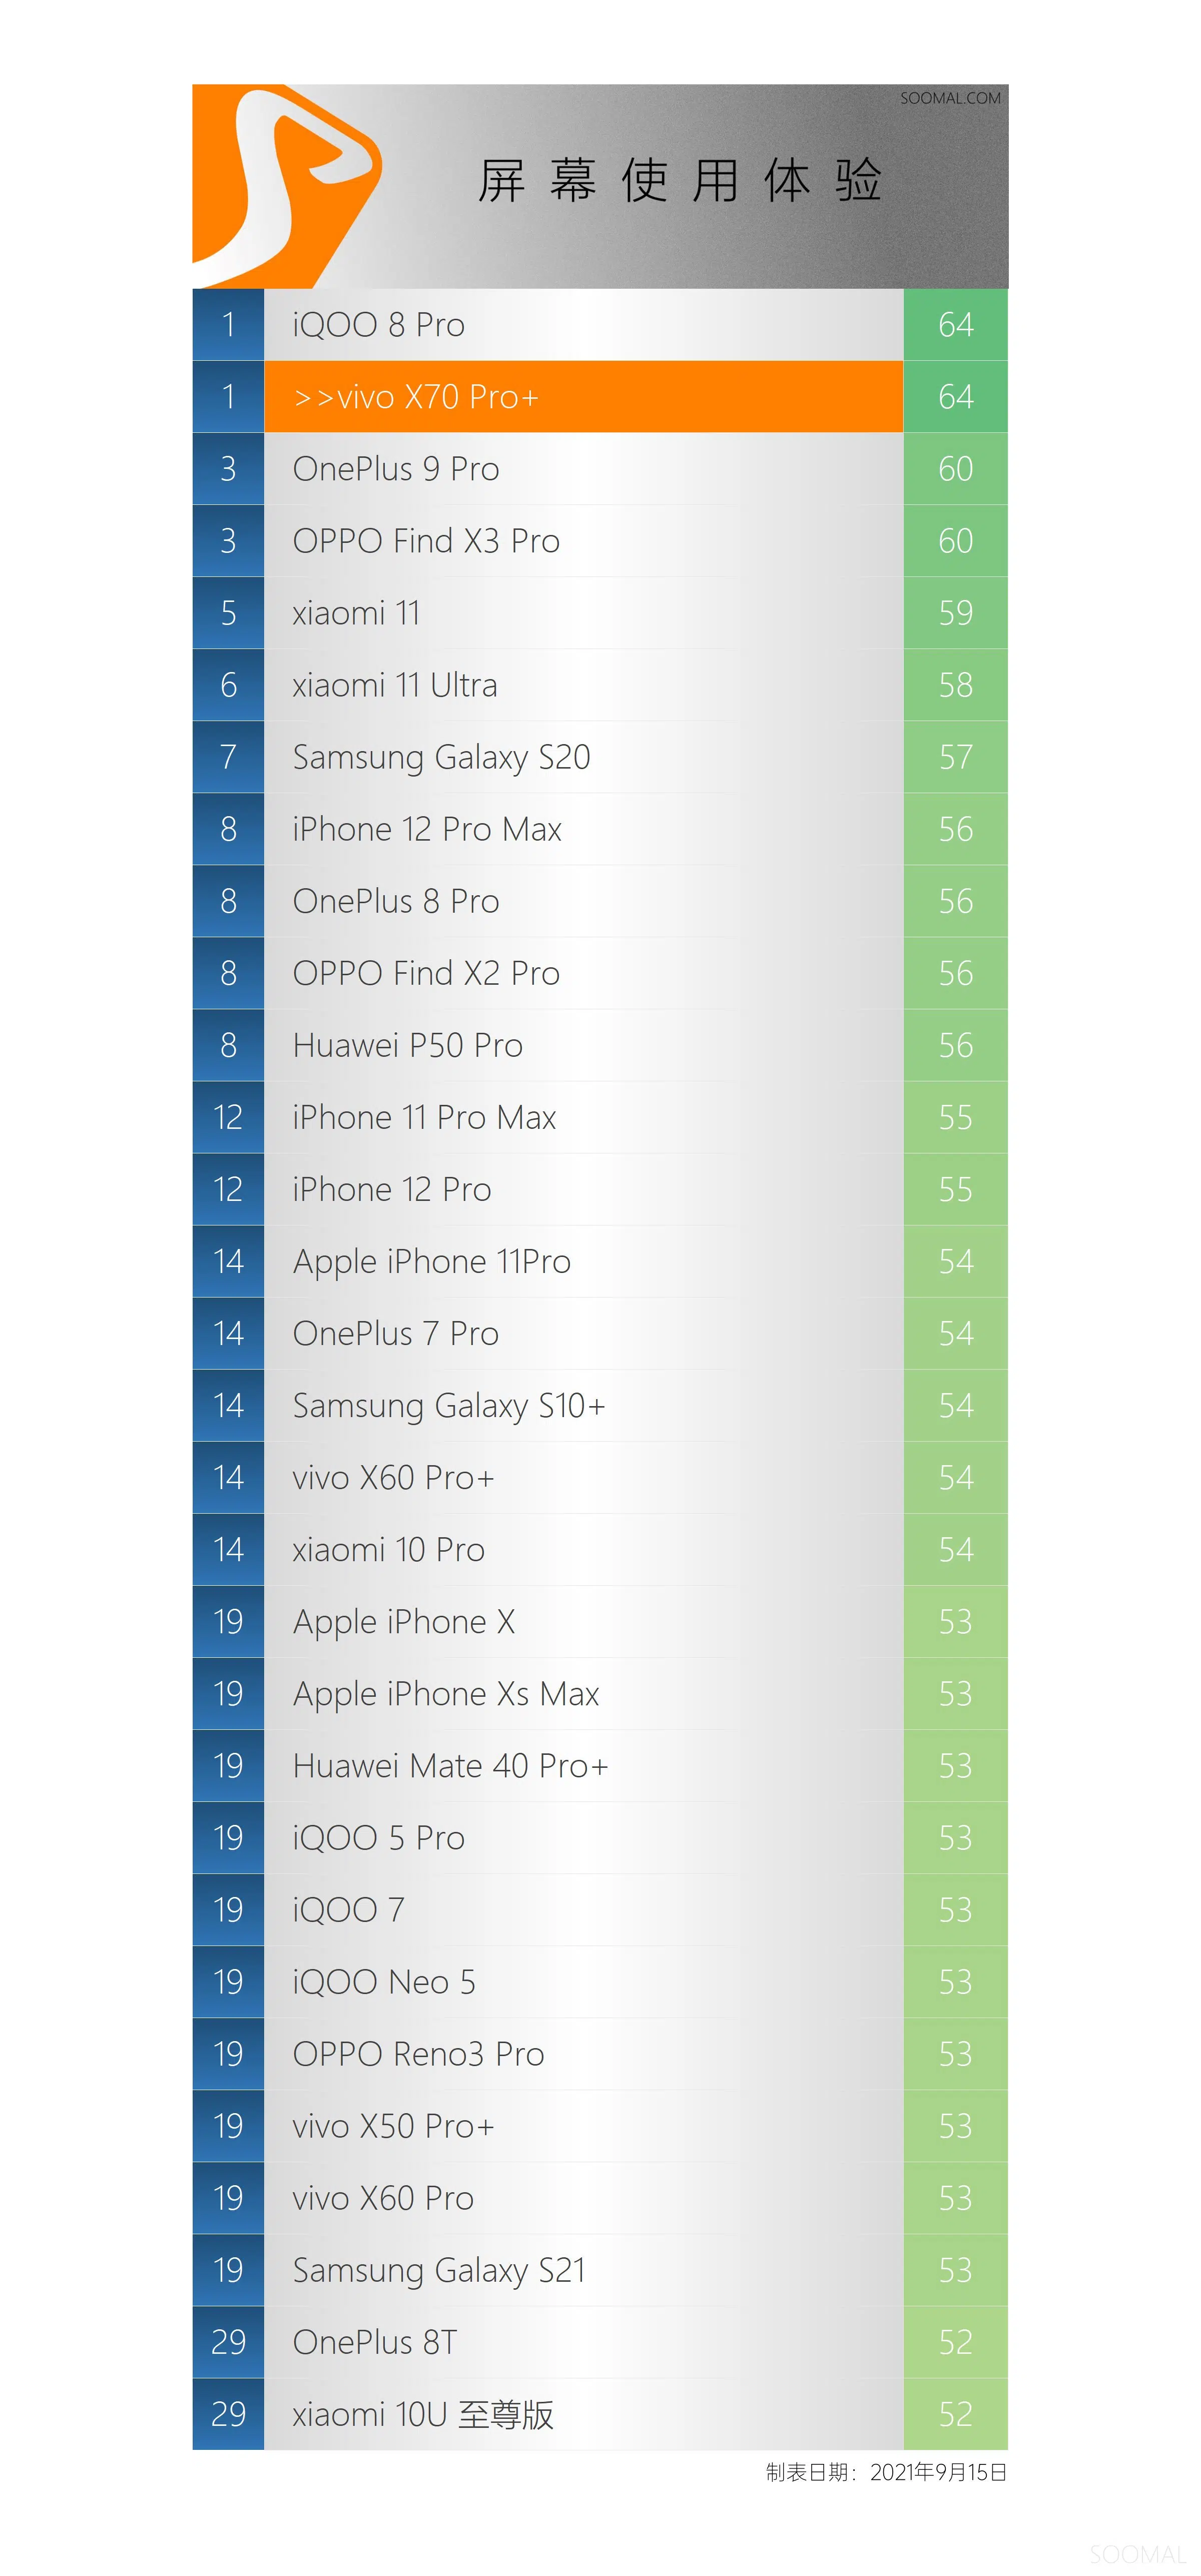 SOOMAL.COM
屏幕使用体验
1 iQOO 8 Pro 64
1 >>vivo X70 Pro+ 64
3 OnePlus 9 Pro 60
3 OPPO Find X3 Pro 60
5 xiaomi 11 59
6 xiaomi 11 Ultra 58
7 Samsung Galaxy S20 57
8 iPhone 12 Pro Max 56
8 OnePlus 8 Pro 56
8 OPPO Find X2 Pro 56
8 Huawei P50 Pro 56
12 iPhone 11 Pro Max 55
12 iPhone 12 Pro 55
14 Apple iPhone 11Pro 54
14 OnePlus 7 Pro 54
14 Samsung Galaxy S10+ 54
14 vivo X60 Pro+ 54
14 xiaomi 10 Pro 54
19 Apple iPhone X 53
19 Apple iPhone Xs Max 53
19 Huawei Mate 40 Pro+ 53
19 iQOO 5 Pro 53
19 iQOO 7 53
19 iQOO Neo 5 53
19 OPPO Reno3 Pro 53
19 vivo X50 Pro+ 53
19 vivo X60 Pro 53
19 Samsung Galaxy S21 53
29 OnePlus 8T 52
29 xiaomi 10U 至尊版 52
制表日期：2021年9月15日
SOOMAL